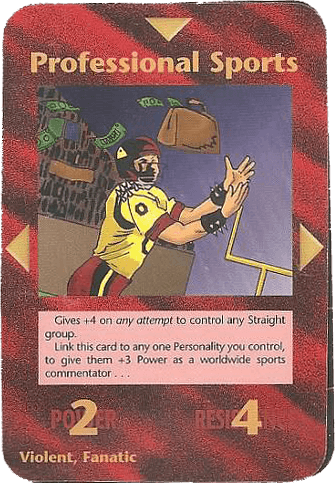 Professional Sports
Gives +4 on any attempt to control any Straight
group.
Link this card to any one Personality you control,
to give them +3 Power as a worldwide sports
commentator . . .
POWER 2 RESISTANCE 4
Violent, Fanatic